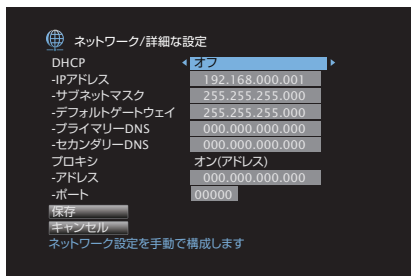 ネットワーク/詳細な設定
DHCP オフ
-IPアドレス 192.168.000.001
-サブネットマスク 255.255.255.000
-デフォルトゲートウェイ 255.255.255.000
-プライマリーDNS 000.000.000.000
-セカンダリーDNS 000.000.000.000
プロキシ オン(アドレス)
-アドレス 000.000.000.000
-ポート 00000
保存
キャンセル
ネットワーク設定を手動で構成します